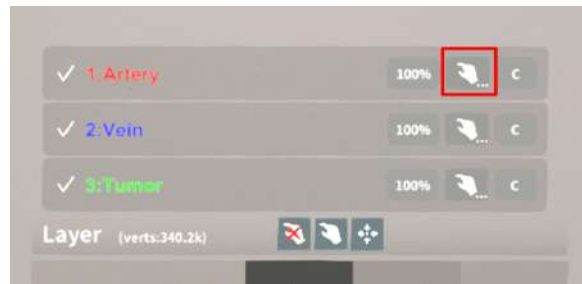 1:Artery 100% ... C
2:Vein 100% ... C
3:Tumor 100% ... C
Layer (verts:340.2k)